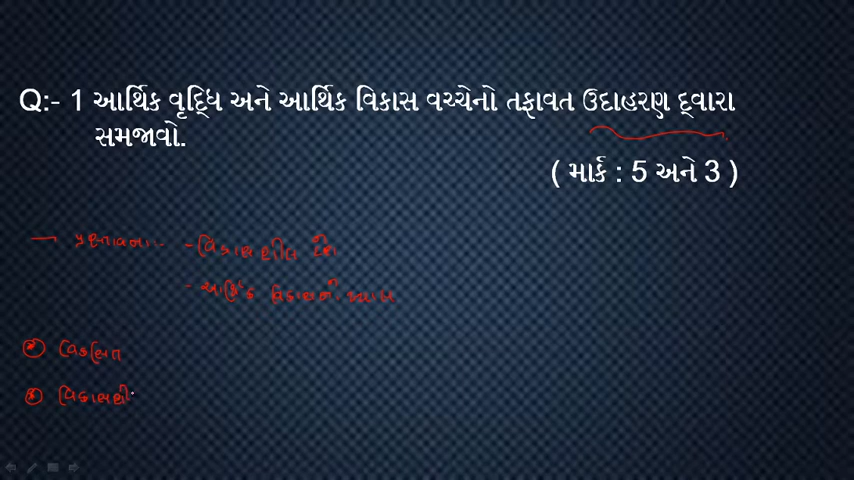 Q:- 1 આર્થિક વૃદ્ધિ અને આર્થિક વિકાસ વચ્ચેનો તફાવત ઉદાહરણ દ્વારા
સમજાવો.
( માર્ક : 5 અને 3 )
— પ્રસ્તાવના :- - વિકાસશીલ દેશ
- આર્થિક વિકાસનો ખ્યાલ
વિકસિત
વિકાસશી